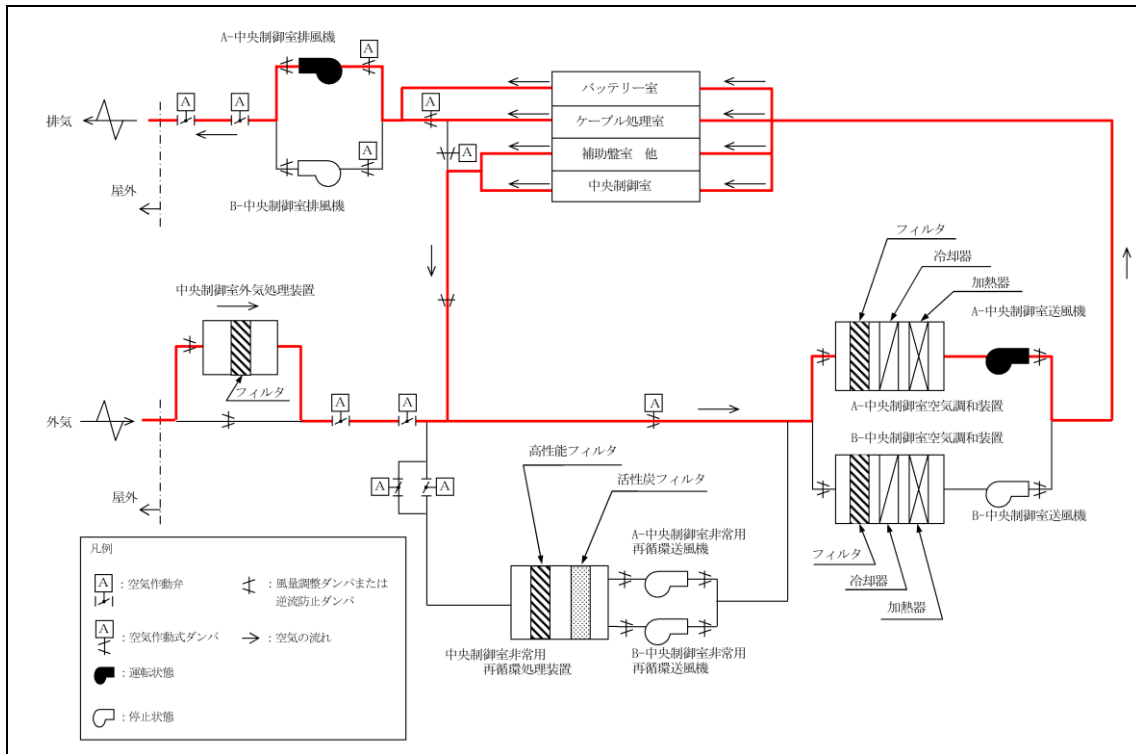 A-中央制御室排風機
A
A
A
A
A
A
排気
屋外
B-中央制御室排風機
バッテリー室
ケーブル処理室
補助盤室 他
中央制御室
中央制御室外気処理装置
フィルタ
外気
屋外
A
A
A
フィルタ
冷却器
加熱器
A-中央制御室送風機
A-中央制御室空気調和装置
B-中央制御室空気調和装置
B-中央制御室送風機
フィルタ
冷却器
加熱器
A
A
高性能フィルタ
活性炭フィルタ
A-中央制御室非常用
再循環送風機
中央制御室非常用
再循環処理装置
B-中央制御室非常用
再循環送風機
凡例
A
：空気作動弁
：風量調整ダンパまたは
逆流防止ダンパ
A
：空気作動式ダンパ
：空気の流れ
：運転状態
：停止状態